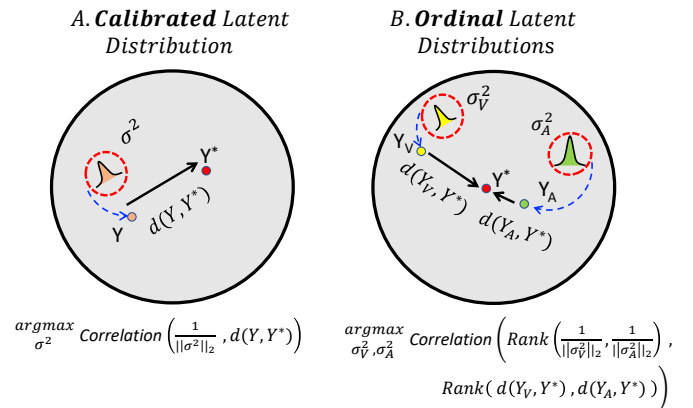 A. Calibrated Latent
Distribution
σ²
Y*
d(Y, Y*)
Y
argmax
σ²
Correlation (1/||σ²||₂ , d(Y, Y*))
B. Ordinal Latent
Distributions
σ_V²
σ_A²
Y_V
Y*
Y_A
d(Y_V, Y*)
d(Y_A, Y*)
argmax
σ_V² ,σ_A²
Correlation (Rank (1/||σ_V²||₂ , 1/||σ_A²||₂) ,
Rank( d(Y_V, Y*) , d(Y_A, Y*) ))